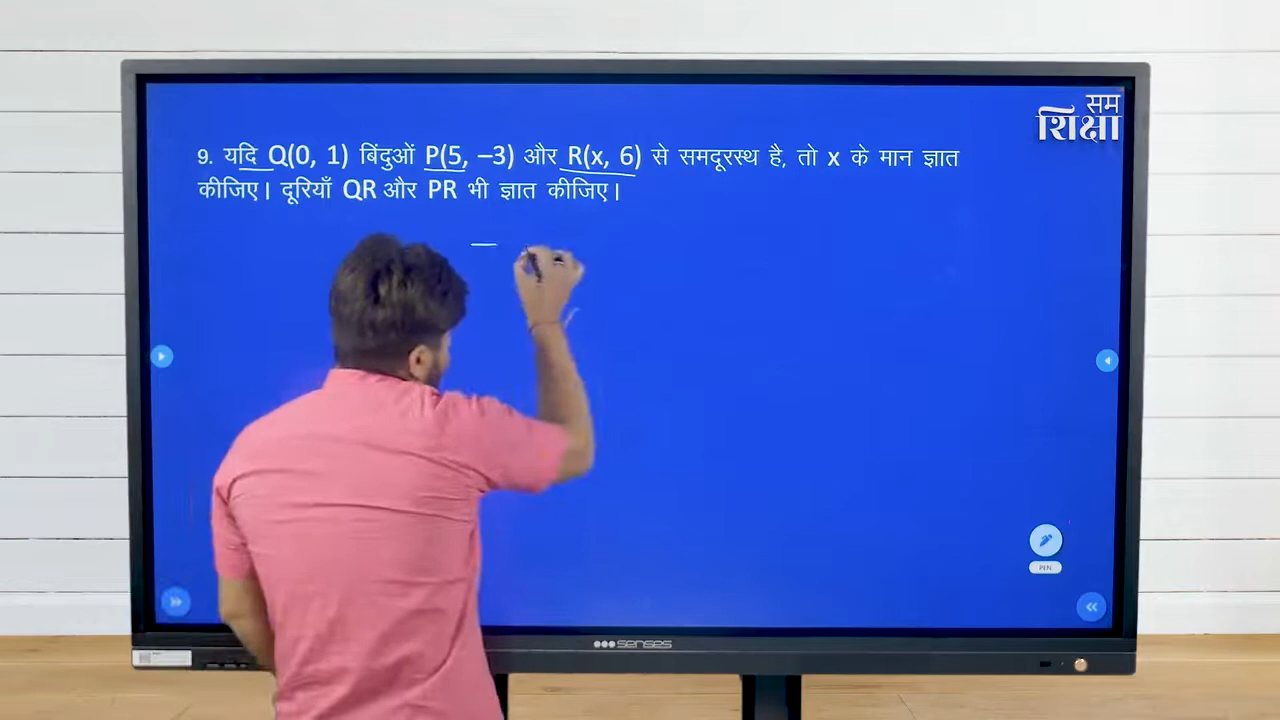 सम
शिक्षा
9. यदि Q(0, 1) बिंदुओं P(5, –3) और R(x, 6) से समदूरस्थ है, तो x के मान ज्ञात
कीजिए। दूरियाँ QR और PR भी ज्ञात कीजिए।
PEN
senses